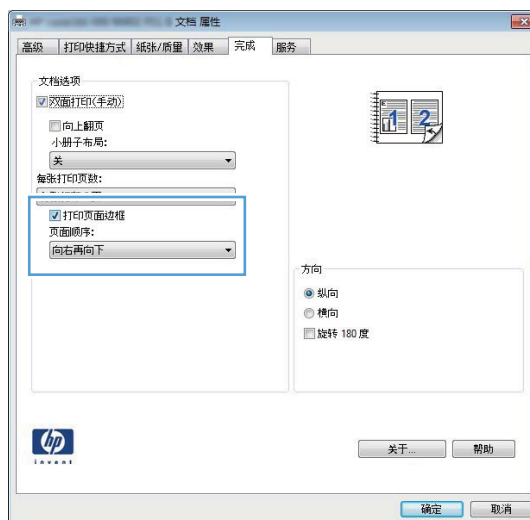 文档 属性
高级 打印快捷方式 纸张/质量 效果 完成 服务
文档选项
双面打印(手动)
向上翻页
小册子布局:
关
每张打印页数:
打印页面边框
页面顺序:
向右再向下
1 2
方向
纵向
横向
旋转 180 度
hp
invent
关于... 帮助
确定 取消